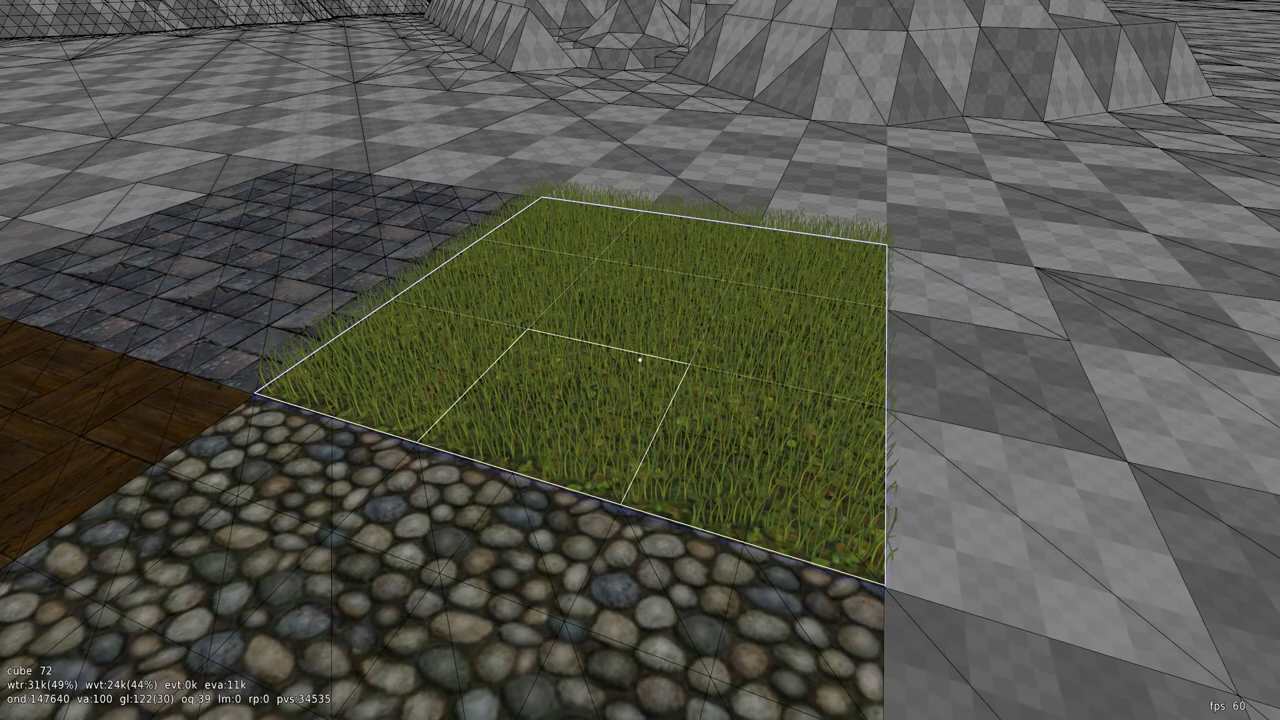 cube 72
wtr:31k(49%) wvt:24k(44%) evt:0k eva:11k
ond:147640 va:100 gl:122(30) oq:39 lm:0 rp:0 pvs:34535
fps 60